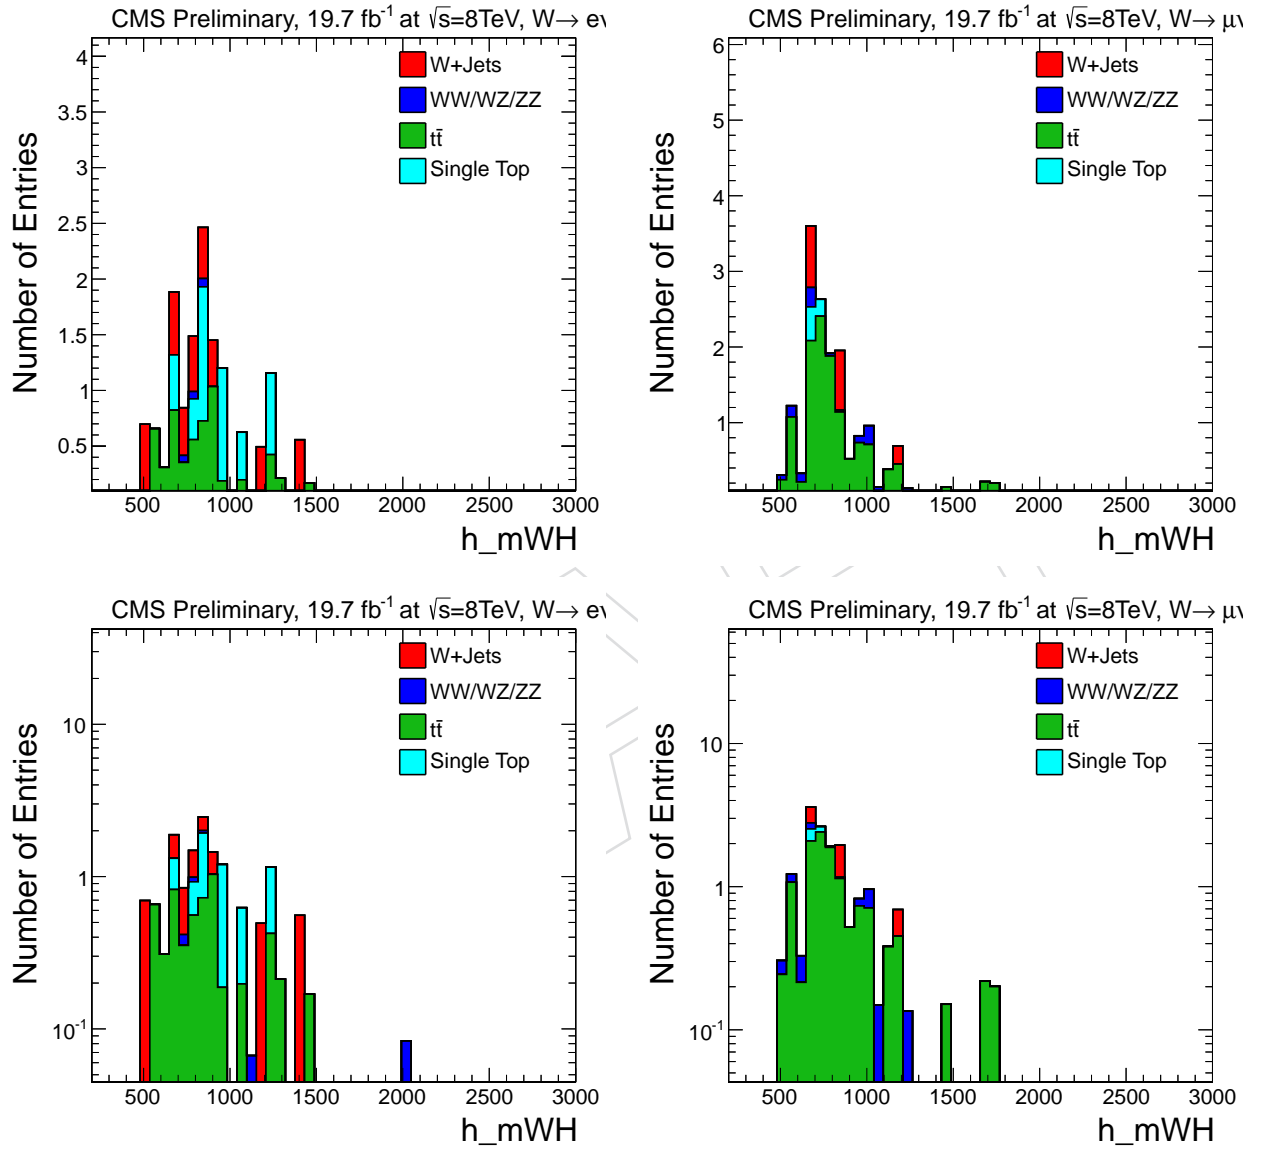 CMS Preliminary, 19.7 fb⁻¹ at √s=8TeV, W→ eν
4
3.5
3
2.5
2
1.5
1
0.5
Number of Entries
W+Jets
WW/WZ/ZZ
tt̄
Single Top
500 1000 1500 2000 2500 3000
h_mWH
CMS Preliminary, 19.7 fb⁻¹ at √s=8TeV, W→ μν
6
5
4
3
2
1
Number of Entries
W+Jets
WW/WZ/ZZ
tt̄
Single Top
500 1000 1500 2000 2500 3000
h_mWH
CMS Preliminary, 19.7 fb⁻¹ at √s=8TeV, W→ eν
10
1
10⁻¹
Number of Entries
W+Jets
WW/WZ/ZZ
tt̄
Single Top
500 1000 1500 2000 2500 3000
h_mWH
CMS Preliminary, 19.7 fb⁻¹ at √s=8TeV, W→ μν
10
1
10⁻¹
Number of Entries
W+Jets
WW/WZ/ZZ
tt̄
Single Top
500 1000 1500 2000 2500 3000
h_mWH